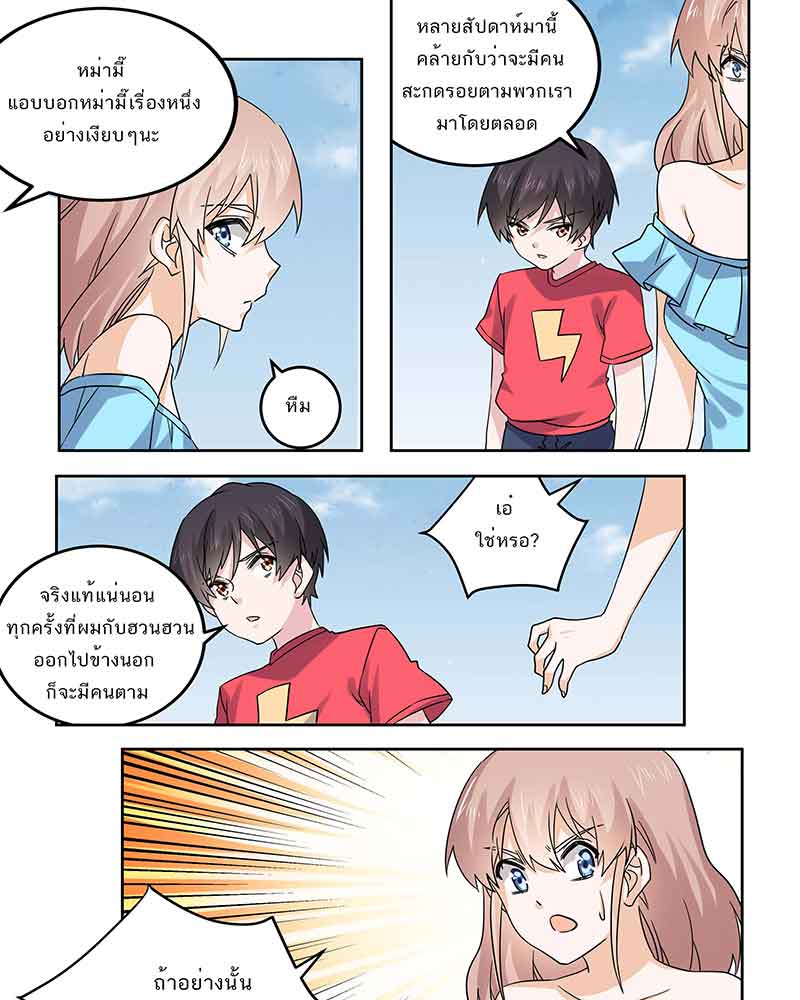 หม่ามี๊
แอบบอกหม่ามี๊เรื่องหนึ่ง
อย่างเงียบๆนะ
หืม
หลายสัปดาห์มานี้
คล้ายกับว่าจะมีคน
สะกดรอยตามพวกเรา
มาโดยตลอด
เอ๋
ใช่หรอ?
จริงแท้แน่นอน
ทุกครั้งที่ผมกับฮวนฮวน
ออกไปข้างนอก
ก็จะมีคนตาม
ถ้าอย่างนั้น